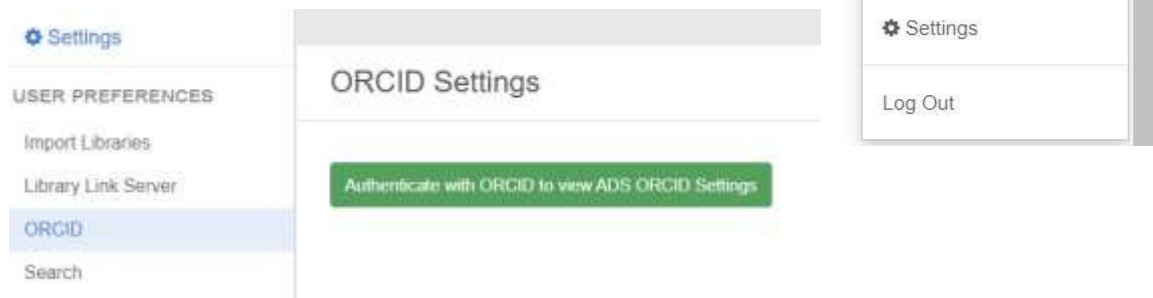 Settings
USER PREFERENCES
Import Libraries
Library Link Server
ORCID
Search
ORCID Settings
Authenticate with ORCID to view ADS ORCID Settings
Settings
Log Out